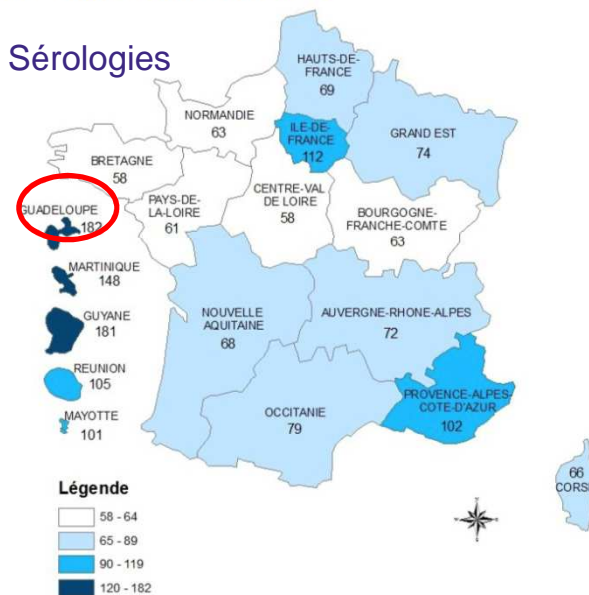 Sérologies
HAUTS-DE-
FRANCE
69
NORMANDIE
63
ILE-DE-
FRANCE
112
GRAND EST
74
BRETAGNE
58
PAYS-DE-
LA-LOIRE
61
CENTRE-VAL
DE LOIRE
58
BOURGOGNE-
FRANCHE-COMTE
63
GUADELOUPE
182
MARTINIQUE
148
GUYANE
181
REUNION
105
MAYOTTE
101
NOUVELLE
AQUITAINE
68
AUVERGNE-RHONE-ALPES
72
OCCITANIE
79
PROVENCE-ALPES-
COTE-D'AZUR
102
66
CORS
Légende
58 - 64
65 - 89
90 - 119
120 - 182